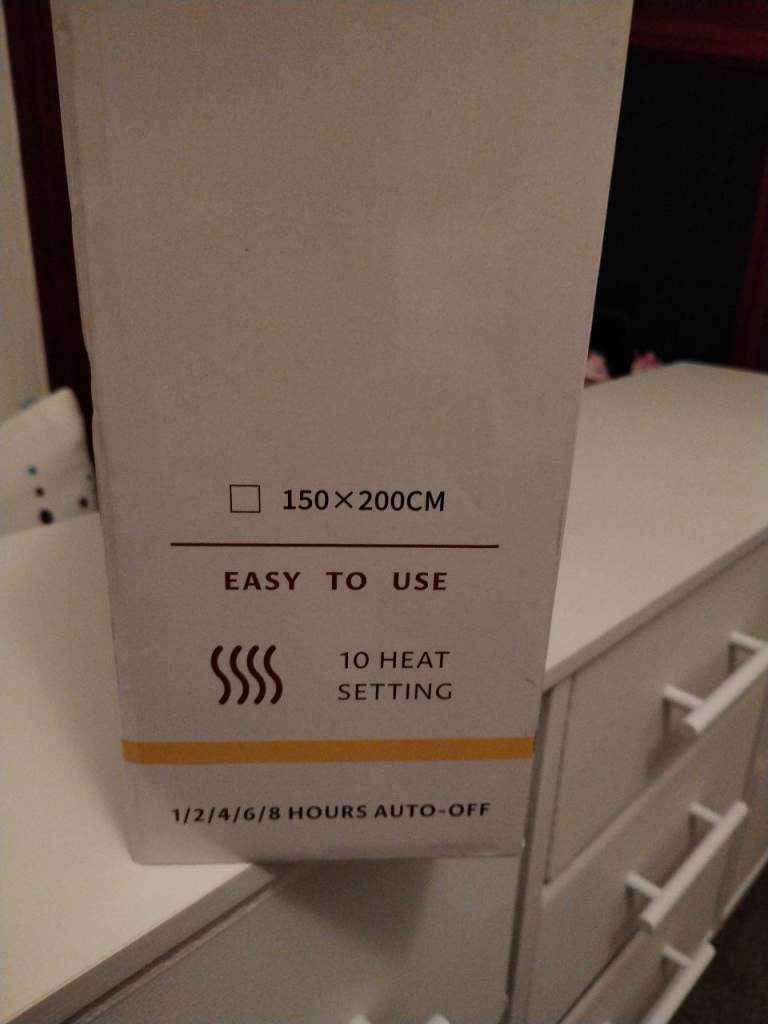 150×200CM
EASY TO USE
10 HEAT
SETTING
1/2/4/6/8 HOURS AUTO-OFF